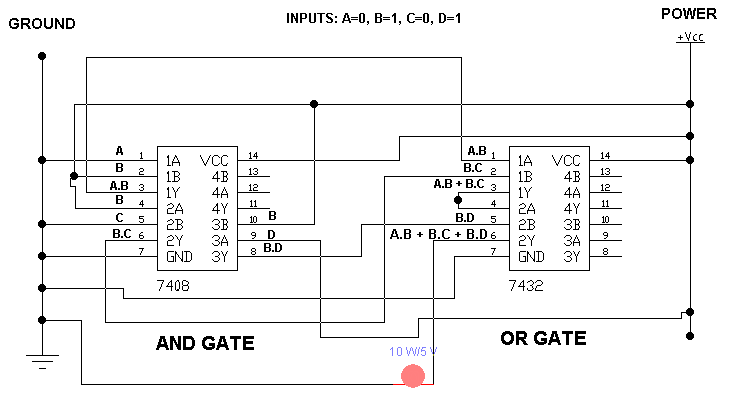 INPUTS: A=0, B=1, C=0, D=1
GROUND
POWER
+Vcc
A 1 1A VCC 14
B 2 1B 4B 13
A.B 3 1Y 4A 12
B 4 2A 4Y 11
C 5 2B 3B 10 B
B.C 6 2Y 3A 9 D
7 GND 3Y 8 B.D
7408
AND GATE
A.B 1 1A VCC 14
B.C 2 1B 4B 13
A.B + B.C 3 1Y 4A 12
4 2A 4Y 11
B.D 5 2B 3B 10
A.B + B.C + B.D 6 2Y 3A 9
7 GND 3Y 8
7432
OR GATE
10 W/5 V